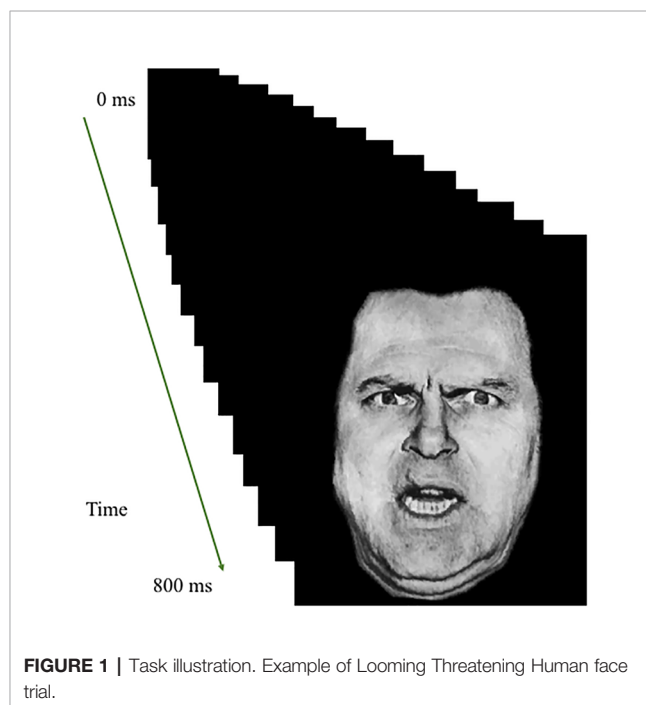 0 ms
Time
800 ms
FIGURE 1 | Task illustration. Example of Looming Threatening Human face
trial.